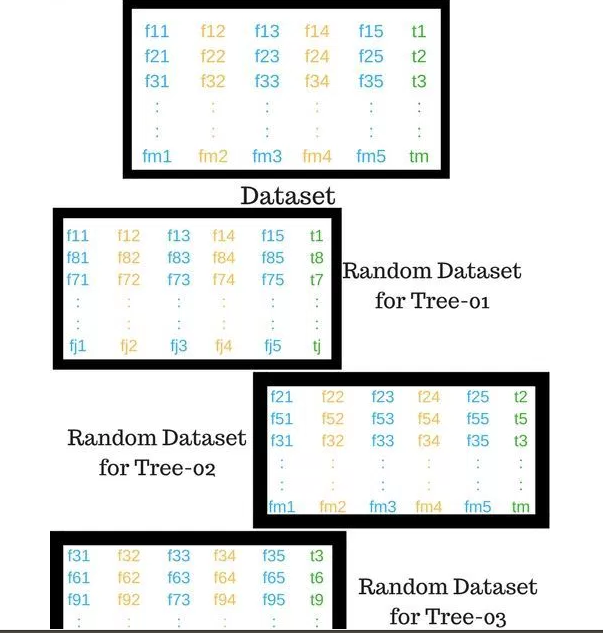 f11 f12 f13 f14 f15 t1
f21 f22 f23 f24 f25 t2
f31 f32 f33 f34 f35 t3
: : : : : :
: : : : : :
fm1 fm2 fm3 fm4 fm5 tm
Dataset
f11 f12 f13 f14 f15 t1
f81 f82 f83 f84 f85 t8
f71 f72 f73 f74 f75 t7
: : : : : :
: : : : : :
fj1 fj2 fj3 fj4 fj5 tj
Random Dataset
for Tree-01
f21 f22 f23 f24 f25 t2
f51 f52 f53 f54 f55 t5
f31 f32 f33 f34 f35 t3
: : : : : :
: : : : : :
fm1 fm2 fm3 fm4 fm5 tm
Random Dataset
for Tree-02
f31 f32 f33 f34 f35 t3
f61 f62 f63 f64 f65 t6
f91 f92 f73 f94 f95 t9
: : : : : :
Random Dataset
for Tree-03